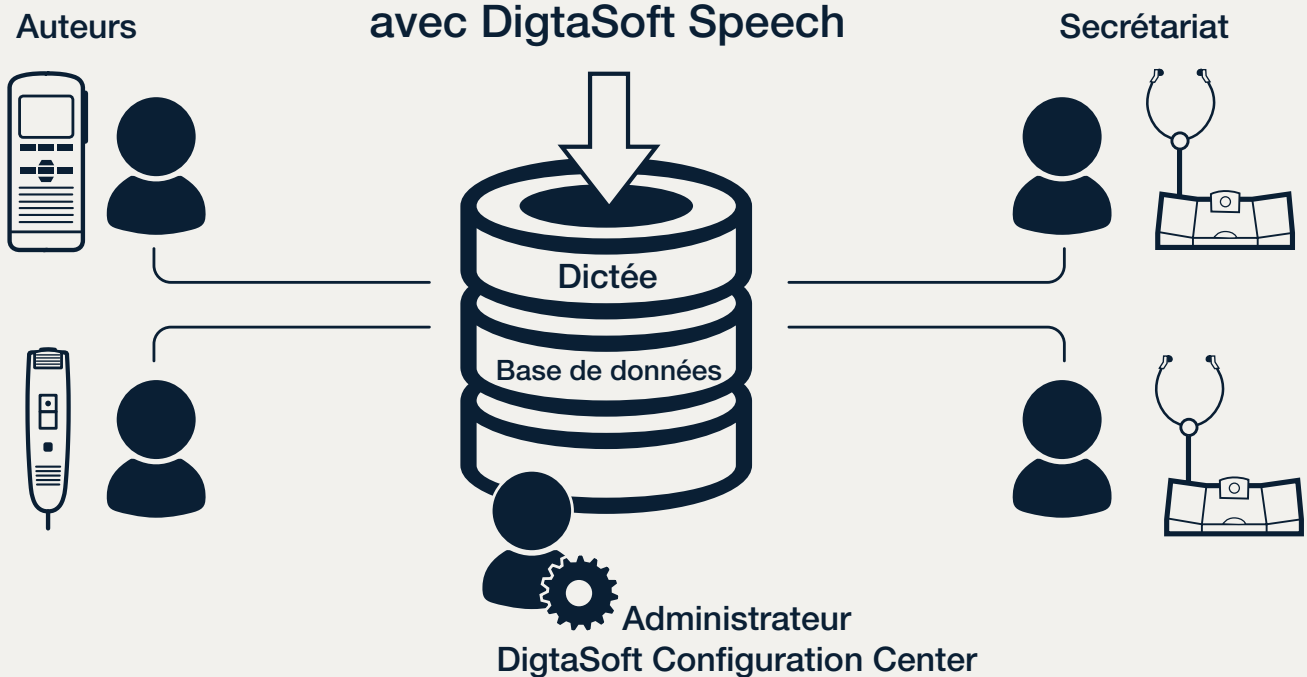 Auteurs
avec DigtaSoft Speech
Secrétariat
Dictée
Base de données
Administrateur
DigtaSoft Configuration Center